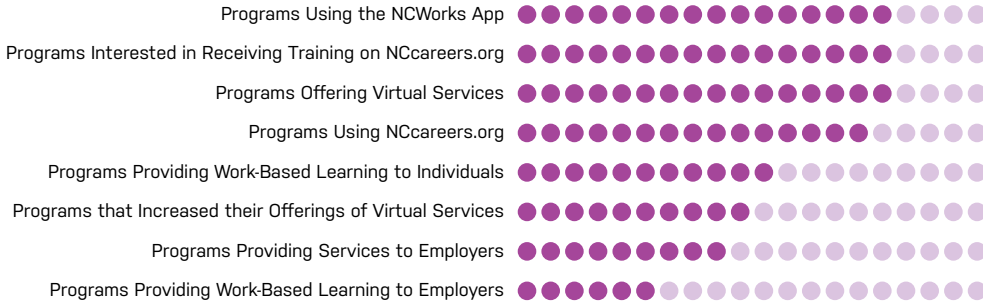 Programs Using the NCWorks App
Programs Interested in Receiving Training on NCcareers.org
Programs Offering Virtual Services
Programs Using NCcareers.org
Programs Providing Work-Based Learning to Individuals
Programs that Increased their Offerings of Virtual Services
Programs Providing Services to Employers
Programs Providing Work-Based Learning to Employers